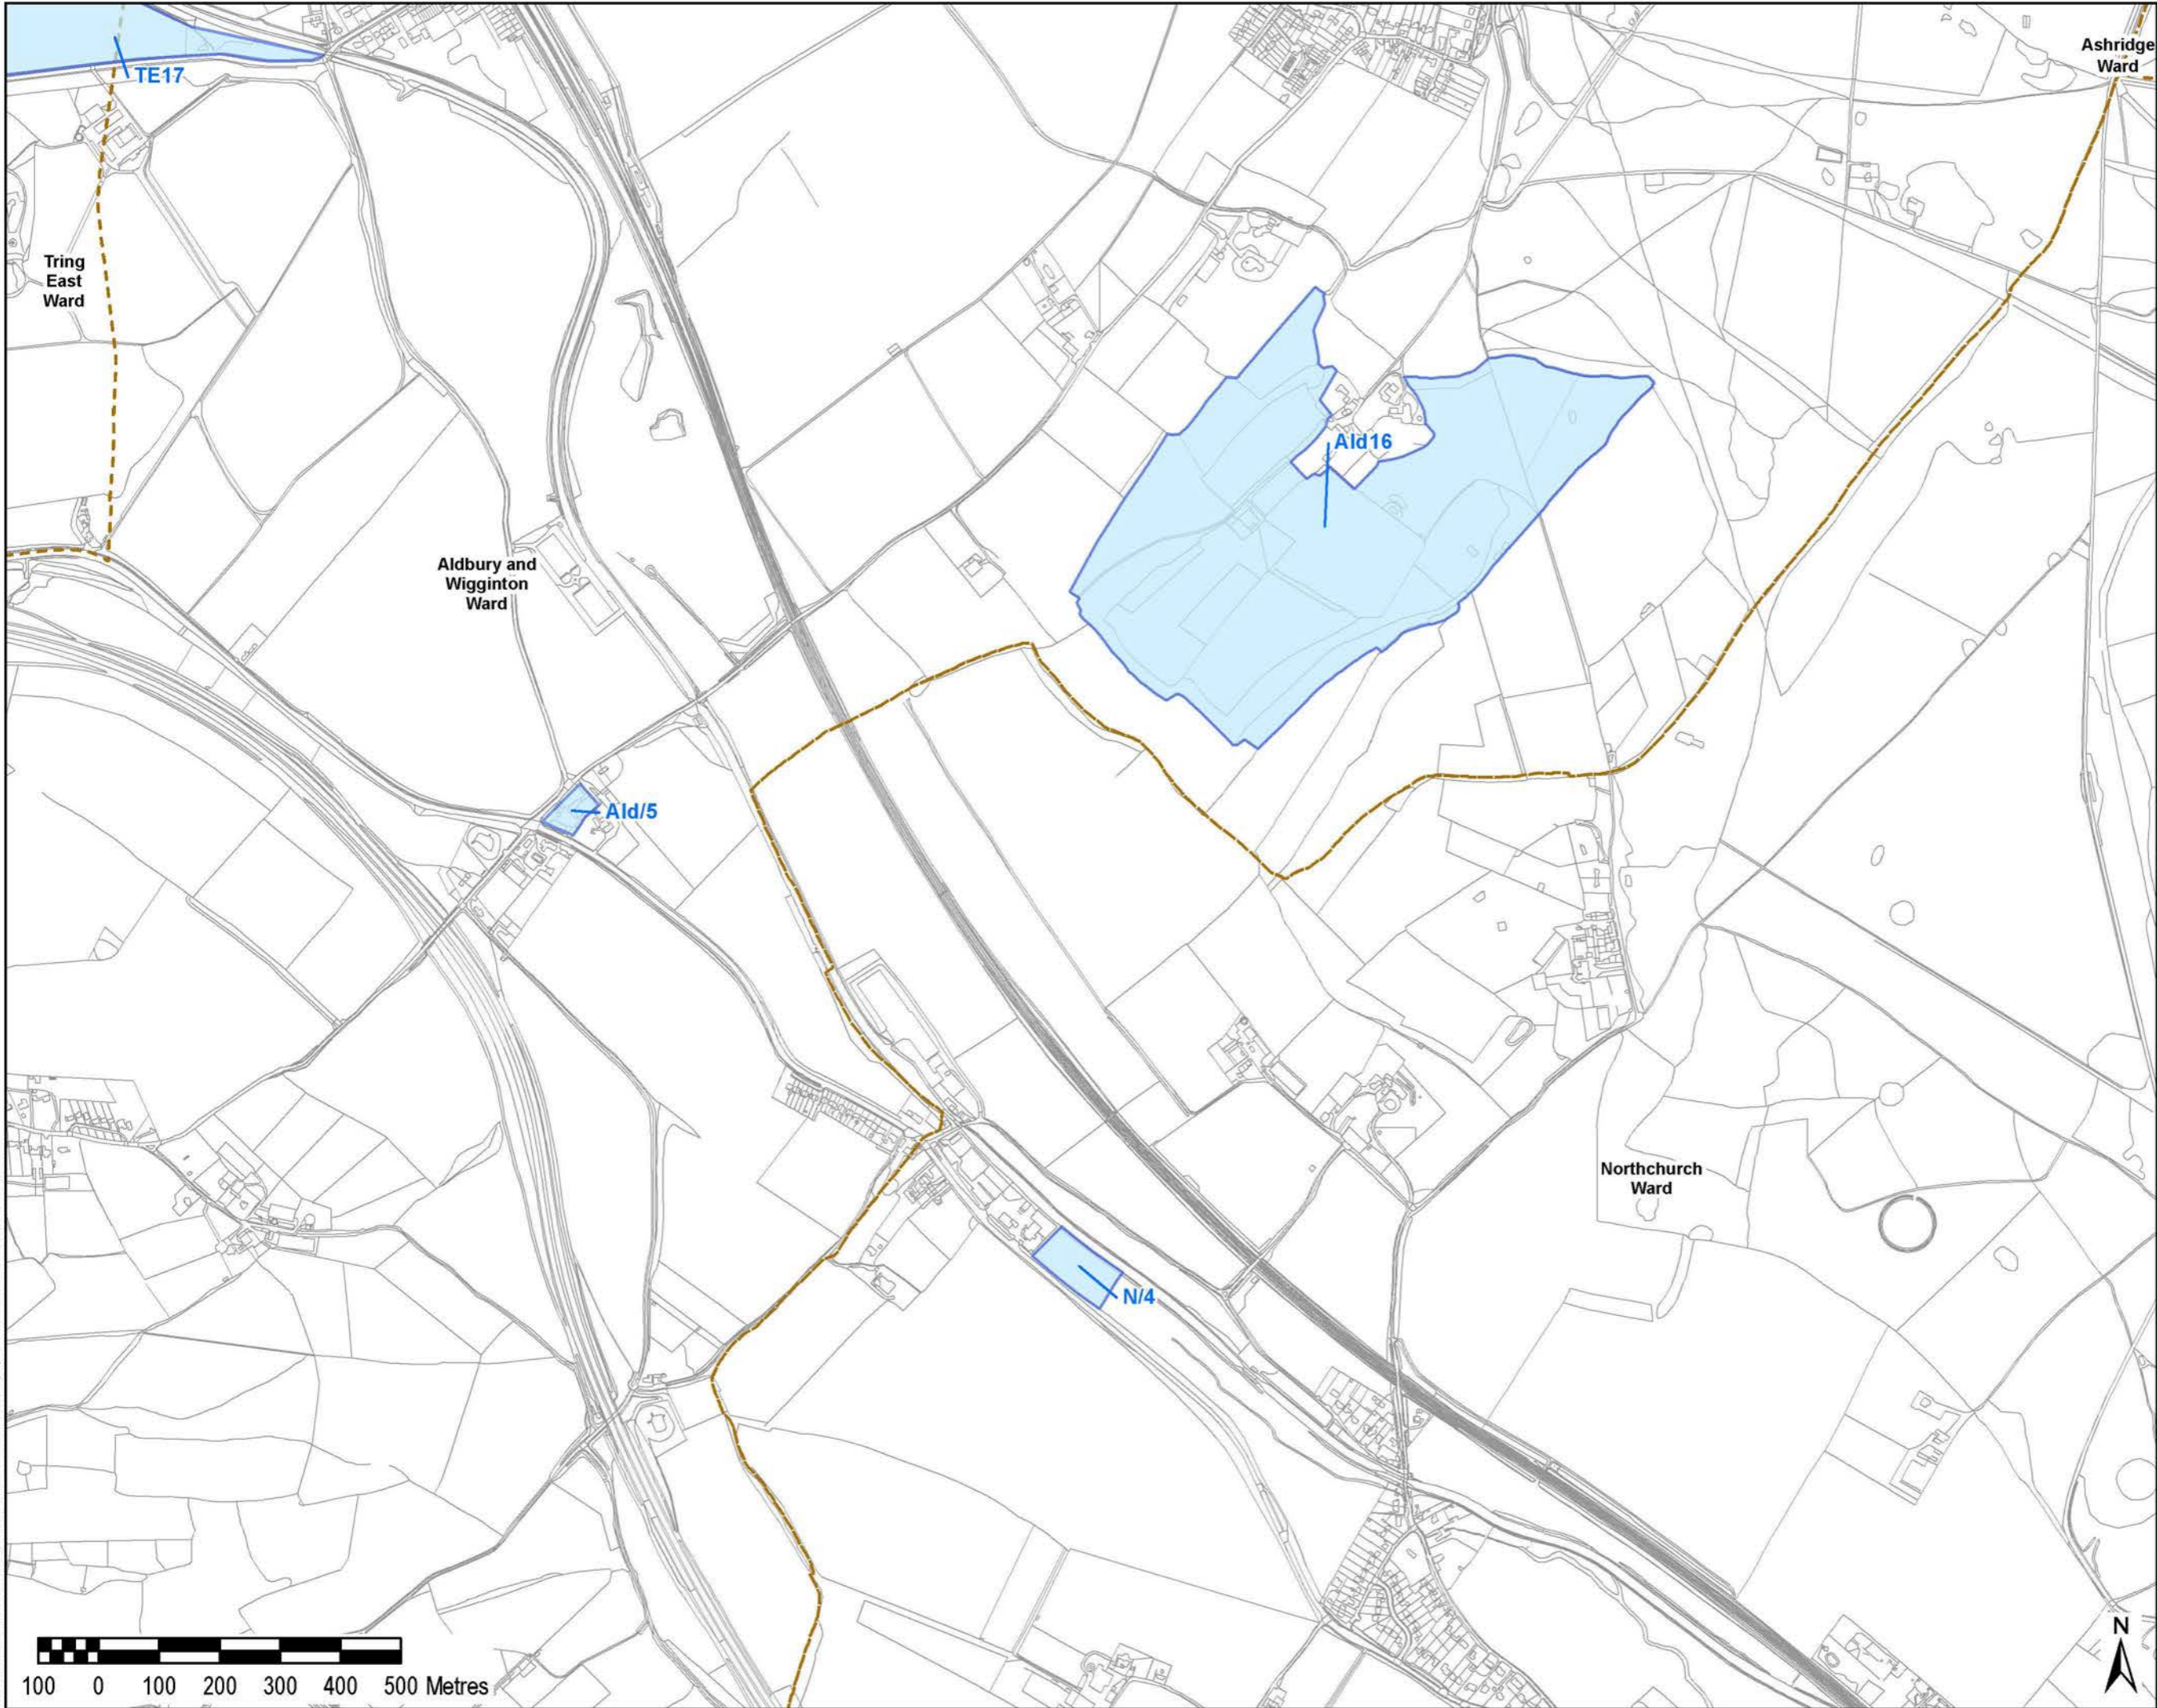 Ashridge
Ward
TE17
Tring
East
Ward
Ald16
Aldbury and
Wigginton
Ward
Ald/5
Northchurch
Ward
N/4
N
100 0 100 200 300 400 500 Metres